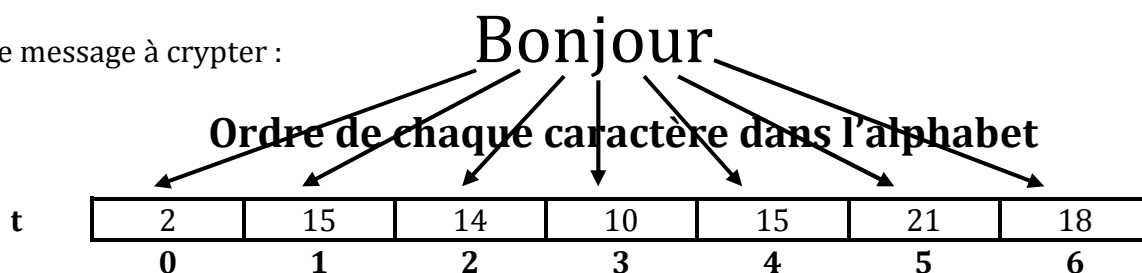 e message à crypter : Bonjour
Ordre de chaque caractère dans l’alphabet
t 2 15 14 10 15 21 18
0 1 2 3 4 5 6